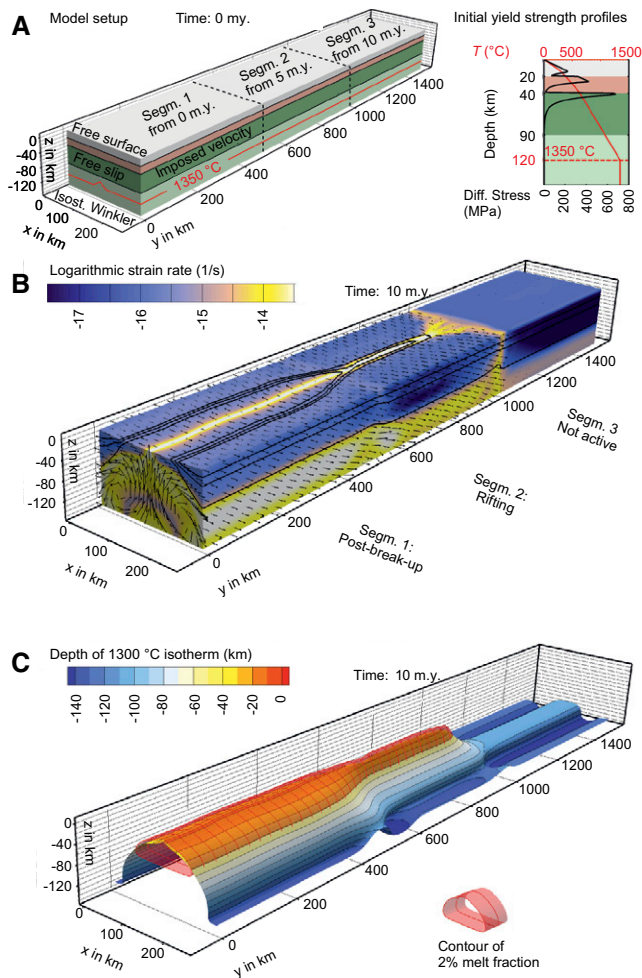 A
Model setup
Time: 0 my.
Initial yield strength profiles
Segm. 1
from 0 m.y.
Segm. 2
from 5 m.y.
Segm. 3
from 10 m.y.
Free surface
Free slip
Imposed velocity
1350 °C
Isost. Winkler
z in km
0
-40
-80
-120
x in km
0
100
200
y in km
0
200
400
600
800
1000
1200
1400
T (°C)
0 500 1500
Depth (km)
20
40
90
120
1350 °C
0 200 400 600 800
Diff. Stress
(MPa)
B
Logarithmic strain rate (1/s)
-17
-16
-15
-14
Time: 10 m.y.
z in km
0
-40
-80
-120
x in km
0
100
200
y in km
0
200
400
600
800
1000
1200
1400
Segm. 1:
Post-break-up
Segm. 2:
Rifting
Segm. 3
Not active
C
Depth of 1300 °C isotherm (km)
-140
-120
-100
-80
-60
-40
-20
0
Time: 10 m.y.
z in km
0
-40
-80
-120
x in km
0
100
200
y in km
0
200
400
600
800
1000
1200
1400
Contour of
2% melt fraction